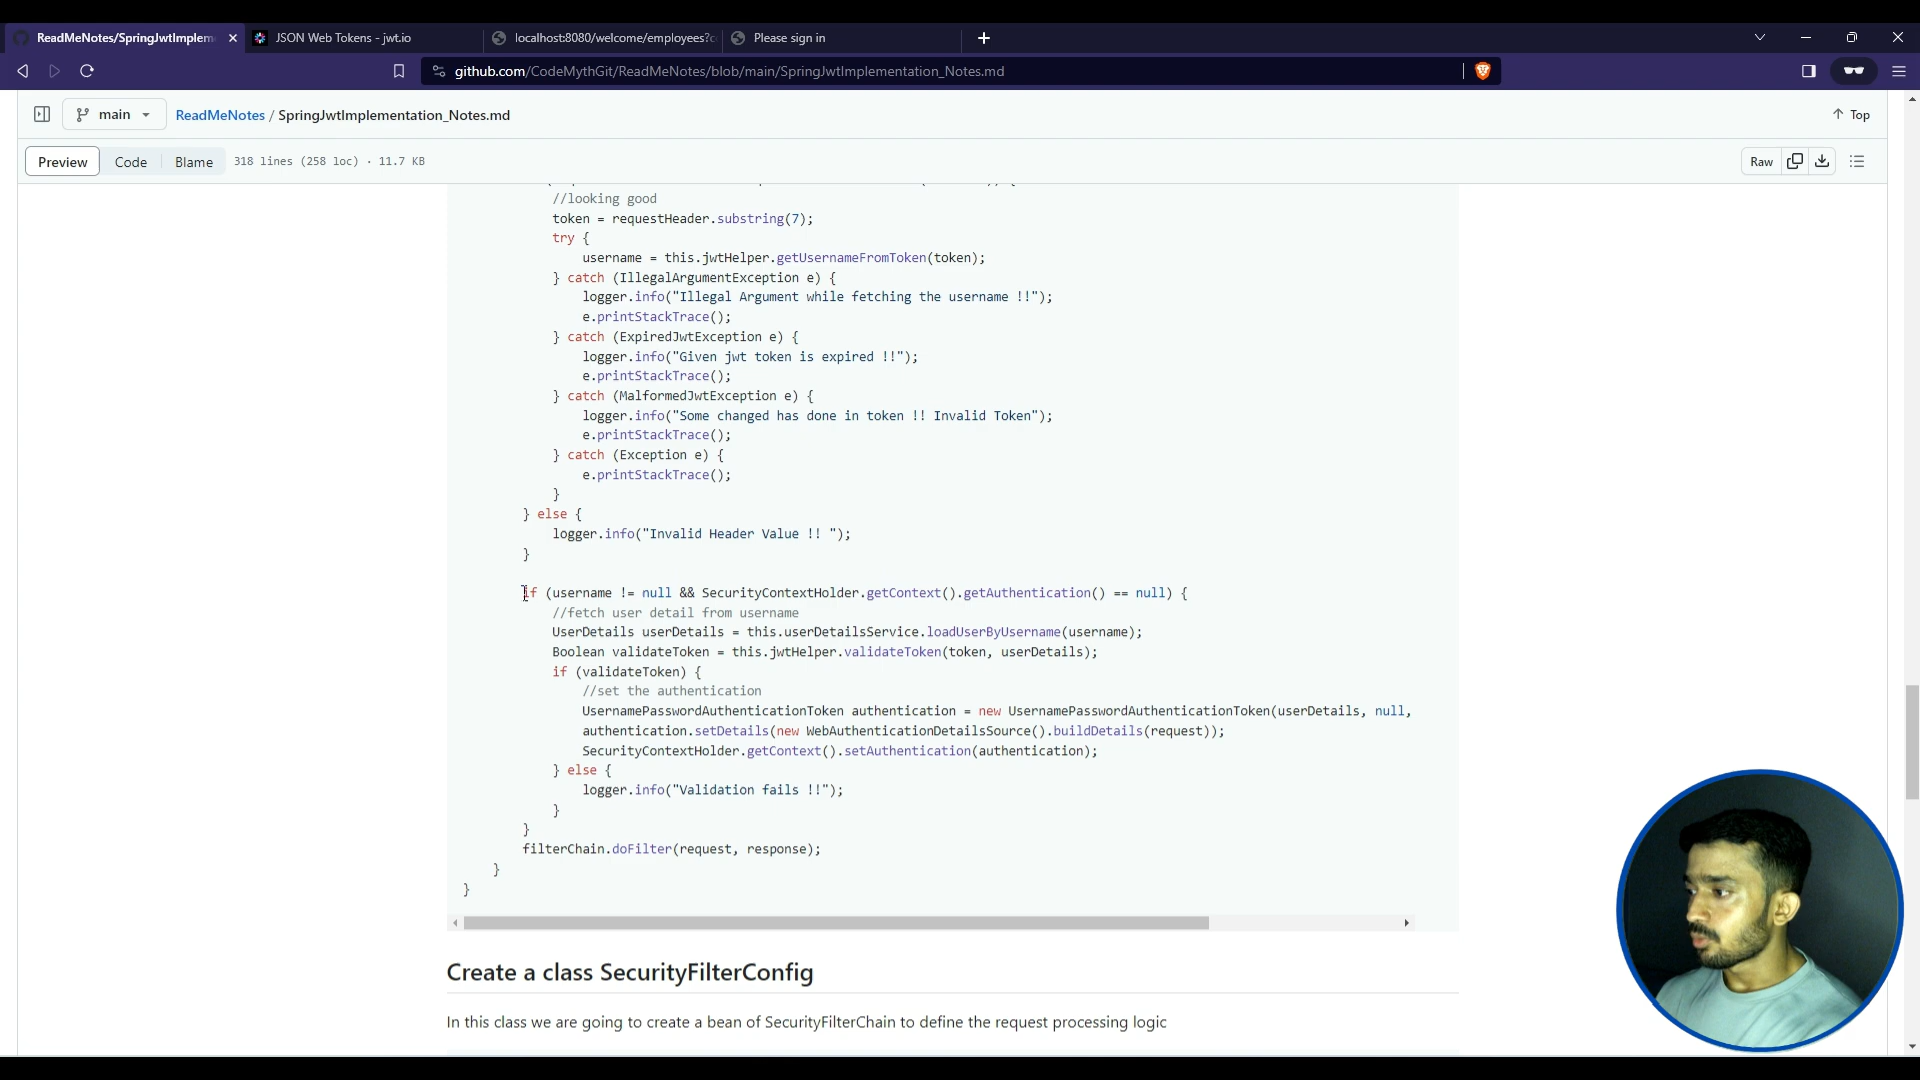 ReadMeNotes/SpringJwtImplem
JSON Web Tokens - jwt.io
localhost:8080/welcome/employees?c
Please sign in
github.com/CodeMythGit/ReadMeNotes/blob/main/SpringJwtImplementation_Notes.md
main
ReadMeNotes / SpringJwtImplementation_Notes.md
Top
Preview
Code
Blame
318 lines (258 loc) · 11.7 KB
Raw
//looking good
token = requestHeader.substring(7);
try {
username = this.jwtHelper.getUsernameFromToken(token);
} catch (IllegalArgumentException e) {
logger.info("Illegal Argument while fetching the username !!");
e.printStackTrace();
} catch (ExpiredJwtException e) {
logger.info("Given jwt token is expired !!");
e.printStackTrace();
} catch (MalformedJwtException e) {
logger.info("Some changed has done in token !! Invalid Token");
e.printStackTrace();
} catch (Exception e) {
e.printStackTrace();
}
} else {
logger.info("Invalid Header Value !! ");
}
if (username != null && SecurityContextHolder.getContext().getAuthentication() == null) {
//fetch user detail from username
UserDetails userDetails = this.userDetailsService.loadUserByUsername(username);
Boolean validateToken = this.jwtHelper.validateToken(token, userDetails);
if (validateToken) {
//set the authentication
UsernamePasswordAuthenticationToken authentication = new UsernamePasswordAuthenticationToken(userDetails, null,
authentication.setDetails(new WebAuthenticationDetailsSource().buildDetails(request));
SecurityContextHolder.getContext().setAuthentication(authentication);
} else {
logger.info("Validation fails !!");
}
}
filterChain.doFilter(request, response);
}
}
Create a class SecurityFilterConfig
In this class we are going to create a bean of SecurityFilterChain to define the request processing logic